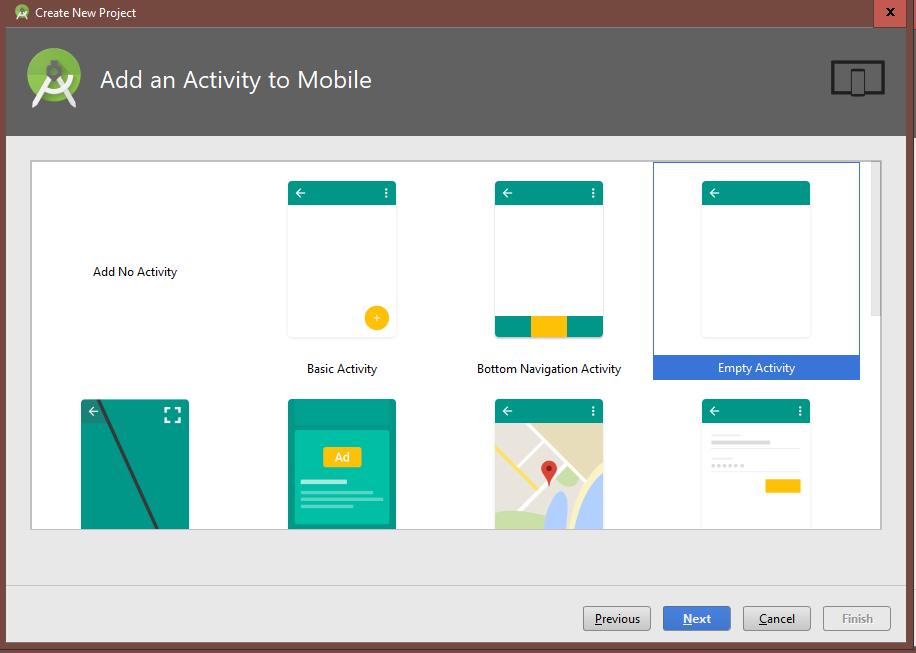 Create New Project
Add an Activity to Mobile
Add No Activity
Basic Activity
Bottom Navigation Activity
Empty Activity
Ad
Previous
Next
Cancel
Finish